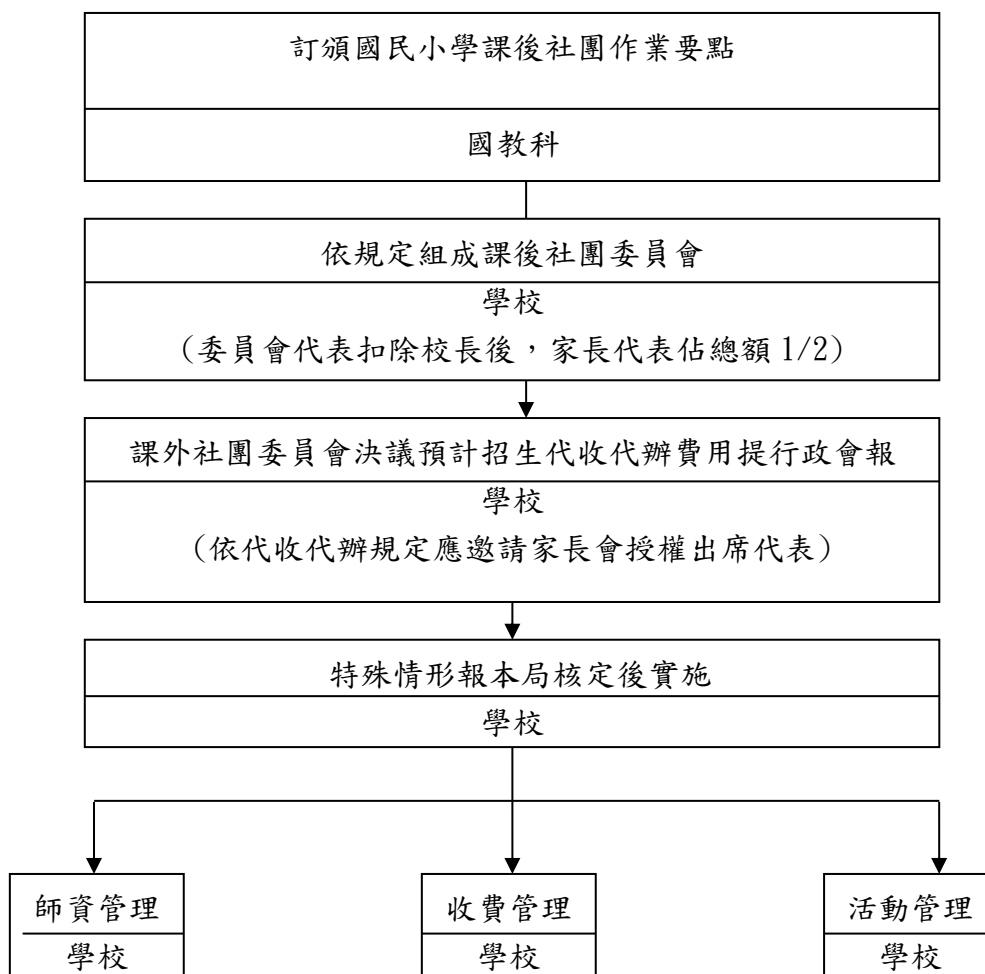 訂頒國民小學課後社團作業要點
國教科
依規定組成課後社團委員會
學校
(委員會代表扣除校長後，家長代表佔總額 1/2)
課外社團委員會決議預計招生代收代辦費用提行政會報
學校
(依代收代辦規定應邀請家長會授權出席代表)
特殊情形報本局核定後實施
學校
師資管理
學校
收費管理
學校
活動管理
學校